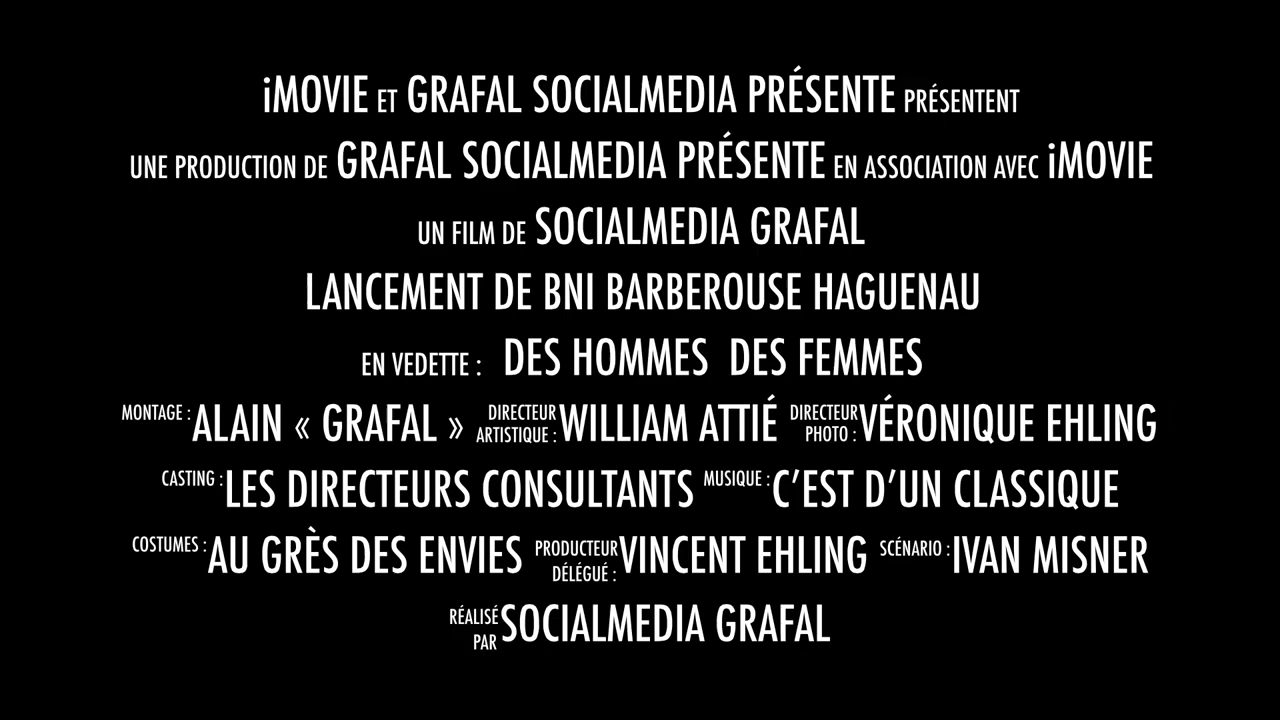 iMOVIE ET GRAFAL SOCIALMEDIA PRÉSENTE PRÉSENTENT
UNE PRODUCTION DE GRAFAL SOCIALMEDIA PRÉSENTE EN ASSOCIATION AVEC iMOVIE
UN FILM DE SOCIALMEDIA GRAFAL
LANCEMENT DE BNI BARBEROUSE HAGUENAU
EN VEDETTE : DES HOMMES DES FEMMES
MONTAGE : ALAIN « GRAFAL » DIRECTEUR ARTISTIQUE : WILLIAM ATTIÉ DIRECTEUR PHOTO : VÉRONIQUE EHLING
CASTING : LES DIRECTEURS CONSULTANTS MUSIQUE : C’EST D’UN CLASSIQUE
COSTUMES : AU GRÈS DES ENVIES PRODUCTEUR DÉLÉGUÉ : VINCENT EHLING SCÉNARIO : IVAN MISNER
RÉALISÉ PAR SOCIALMEDIA GRAFAL